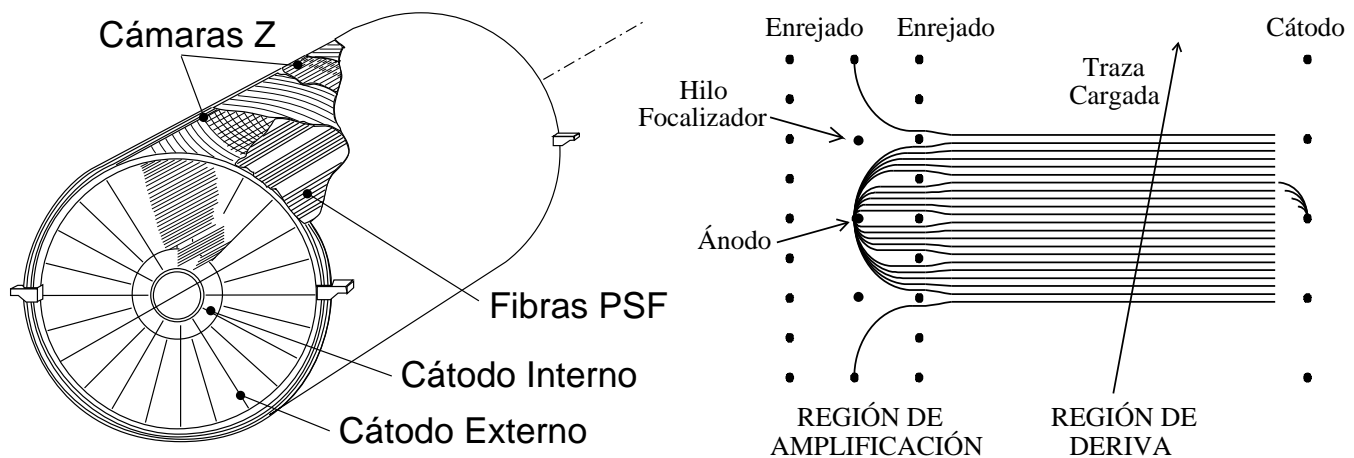 Cámaras Z
Fibras PSF
Cátodo Interno
Cátodo Externo
Enrejado
Enrejado
Cátodo
Hilo
Focalizador
Traza
Cargada
Ánodo
REGIÓN DE
AMPLIFICACIÓN
REGIÓN DE
DERIVA